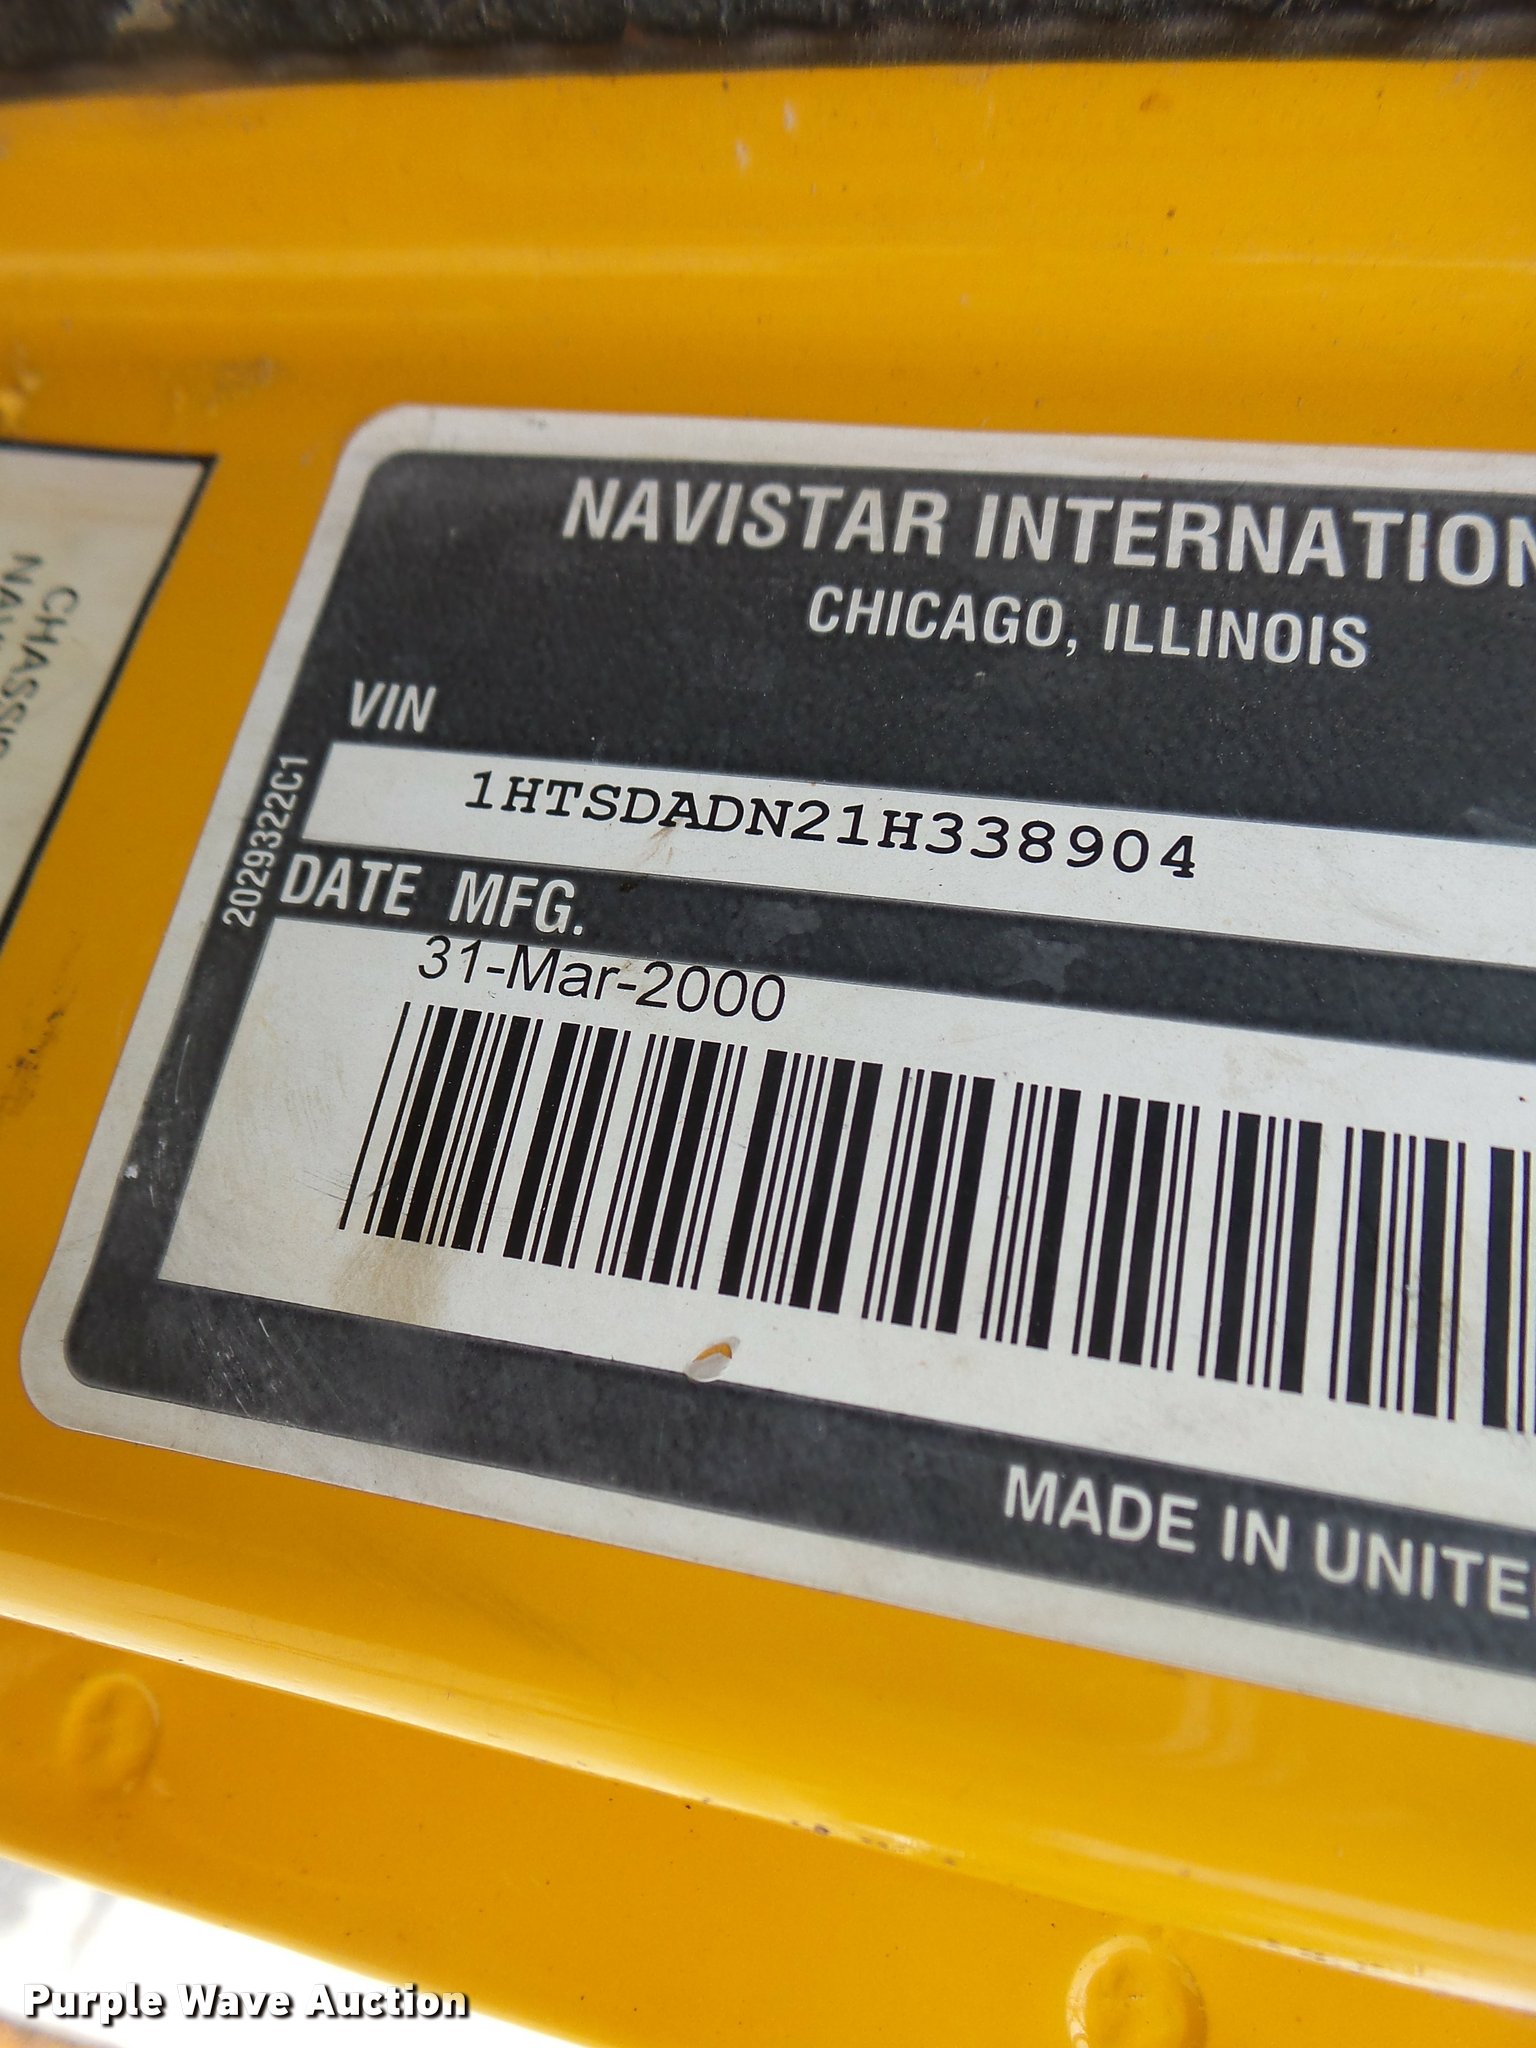 NAVISTAR INTERNATION
CHICAGO, ILLINOIS
VIN
1HTSDADN21H338904
2029322C1
DATE MFG.
31-Mar-2000
MADE IN UNITE
CHASSIS
NAV
Purple Wave Auction